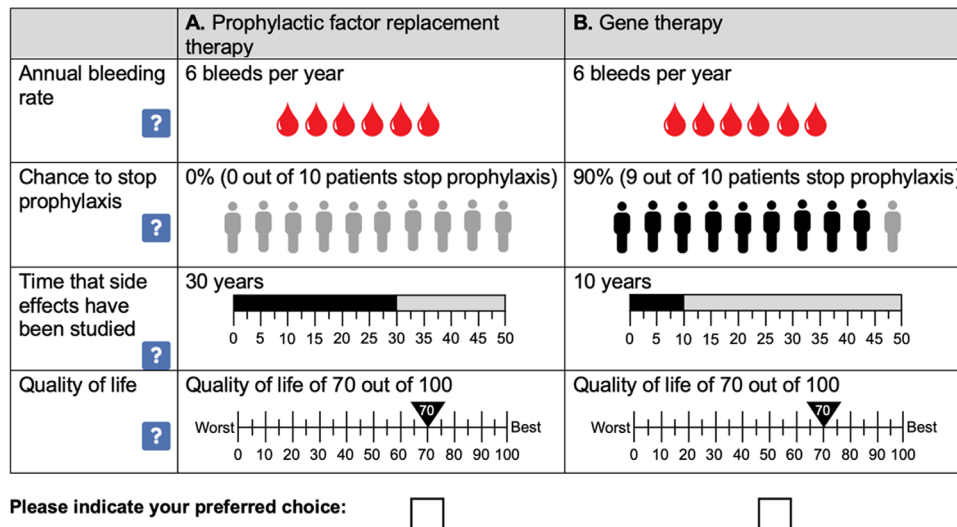 A. Prophylactic factor replacement
therapy
B. Gene therapy
Annual bleeding
rate
?
6 bleeds per year
6 bleeds per year
Chance to stop
prophylaxis
?
0% (0 out of 10 patients stop prophylaxis)
90% (9 out of 10 patients stop prophylaxis)
Time that side
effects have
been studied
?
30 years
0 5 10 15 20 25 30 35 40 45 50
10 years
0 5 10 15 20 25 30 35 40 45 50
Quality of life
?
Quality of life of 70 out of 100
70
Worst Best
0 10 20 30 40 50 60 70 80 90 100
Quality of life of 70 out of 100
70
Worst Best
0 10 20 30 40 50 60 70 80 90 100
Please indicate your preferred choice: